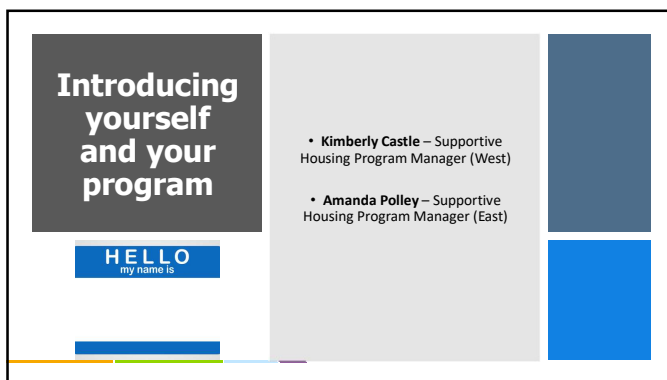 Introducing
yourself
and your
program
• Kimberly Castle – Supportive
Housing Program Manager (West)
• Amanda Polley – Supportive
Housing Program Manager (East)
HELLO
my name is